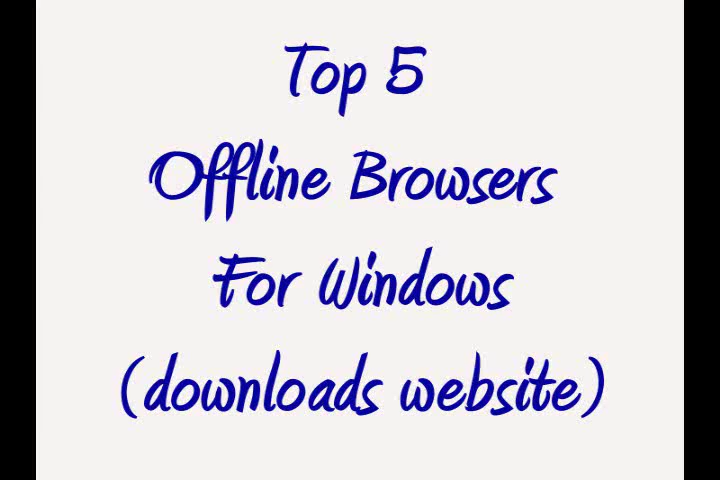 Top 5
Offline Browsers
For Windows
(downloads website)